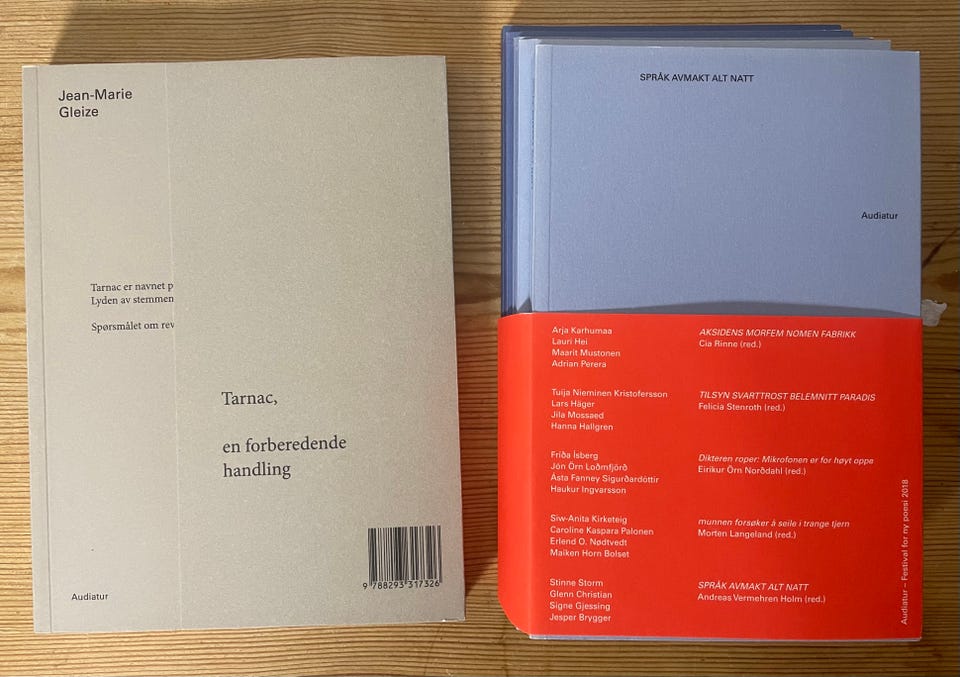 Jean-Marie
Gleize
Tarnac er navnet p
Lyden av stemmen
Spørsmålet om rev
Tarnac,
en forberedende
handling
9 788293 317326
Audiatur
SPRÅK AVMAKT ALT NATT
Audiatur
Arja Karhumaa
Lauri Hei
Maarit Mustonen
Adrian Perera
AKSIDENS MORFEM NOMEN FABRIKK
Cia Rinne (red.)
Tuija Nieminen Kristofersson
Lars Häger
Jila Mossaed
Hanna Hallgren
TILSYN SVARTTROST BELEMNITT PARADIS
Felicia Stenroth (red.)
Fríða Ísberg
Jón Örn Loðmfjörð
Ásta Fanney Sigurðardóttir
Haukur Ingvarsson
Dikteren roper: Mikrofonen er for høyt oppe
Eirikur Örn Norðdahl (red.)
Siw-Anita Kirketeig
Caroline Kaspara Palonen
Erlend O. Nødtvedt
Maiken Horn Bolset
munnen forsøker å seile i trange tjern
Morten Langeland (red.)
Stinne Storm
Glenn Christian
Signe Gjessing
Jesper Brygger
SPRÅK AVMAKT ALT NATT
Andreas Vermehren Holm (red.)
Audiatur – Festival for ny poesi 2018